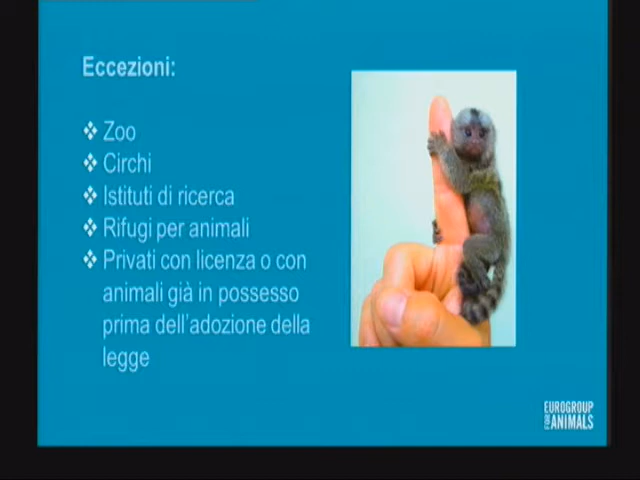 Eccezioni:
❖ Zoo
❖ Circhi
❖ Istituti di ricerca
❖ Rifugi per animali
❖ Privati con licenza o con
animali già in possesso
prima dell'adozione della
legge
EUROGROUP
FOR ANIMALS